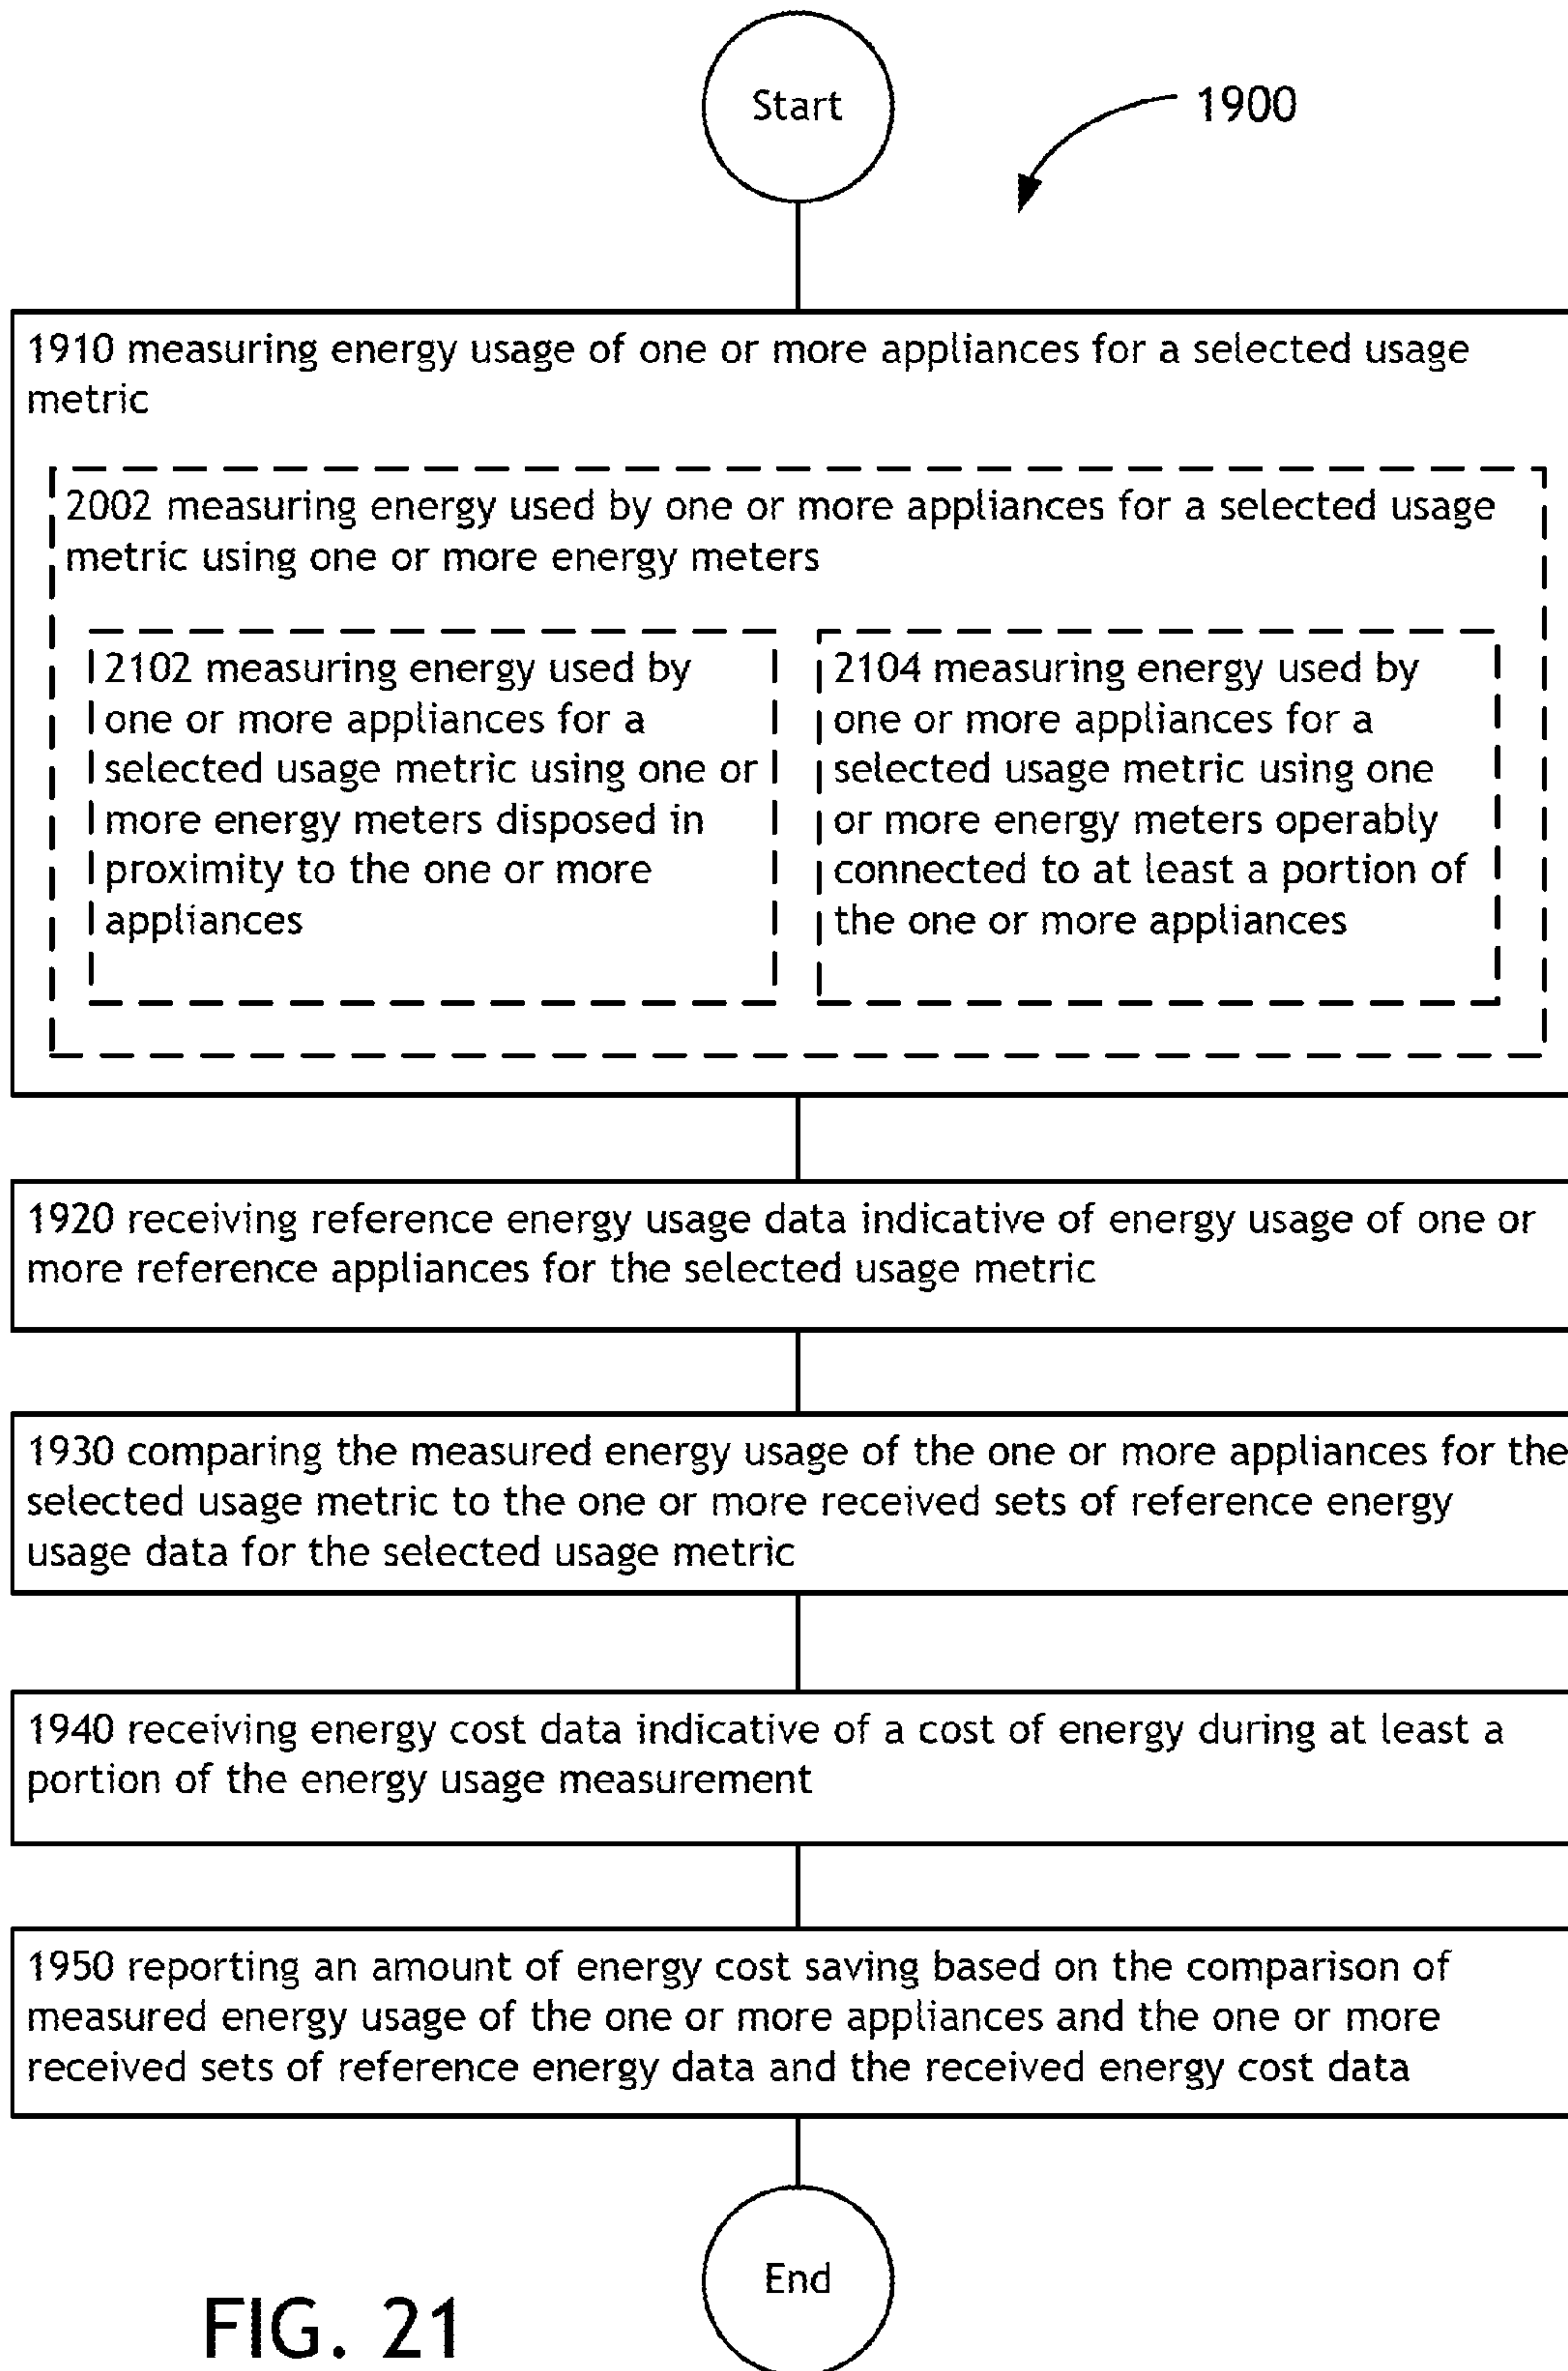 Start
1900
1910 measuring energy usage of one or more appliances for a selected usage
metric
2002 measuring energy used by one or more appliances for a selected usage
metric using one or more energy meters
2102 measuring energy used by
one or more appliances for a
selected usage metric using one or
more energy meters disposed in
proximity to the one or more
appliances
2104 measuring energy used by
one or more appliances for a
selected usage metric using one
or more energy meters operably
connected to at least a portion of
the one or more appliances
1920 receiving reference energy usage data indicative of energy usage of one or
more reference appliances for the selected usage metric
1930 comparing the measured energy usage of the one or more appliances for the
selected usage metric to the one or more received sets of reference energy
usage data for the selected usage metric
1940 receiving energy cost data indicative of a cost of energy during at least a
portion of the energy usage measurement
1950 reporting an amount of energy cost saving based on the comparison of
measured energy usage of the one or more appliances and the one or more
received sets of reference energy data and the received energy cost data
End
FIG. 21